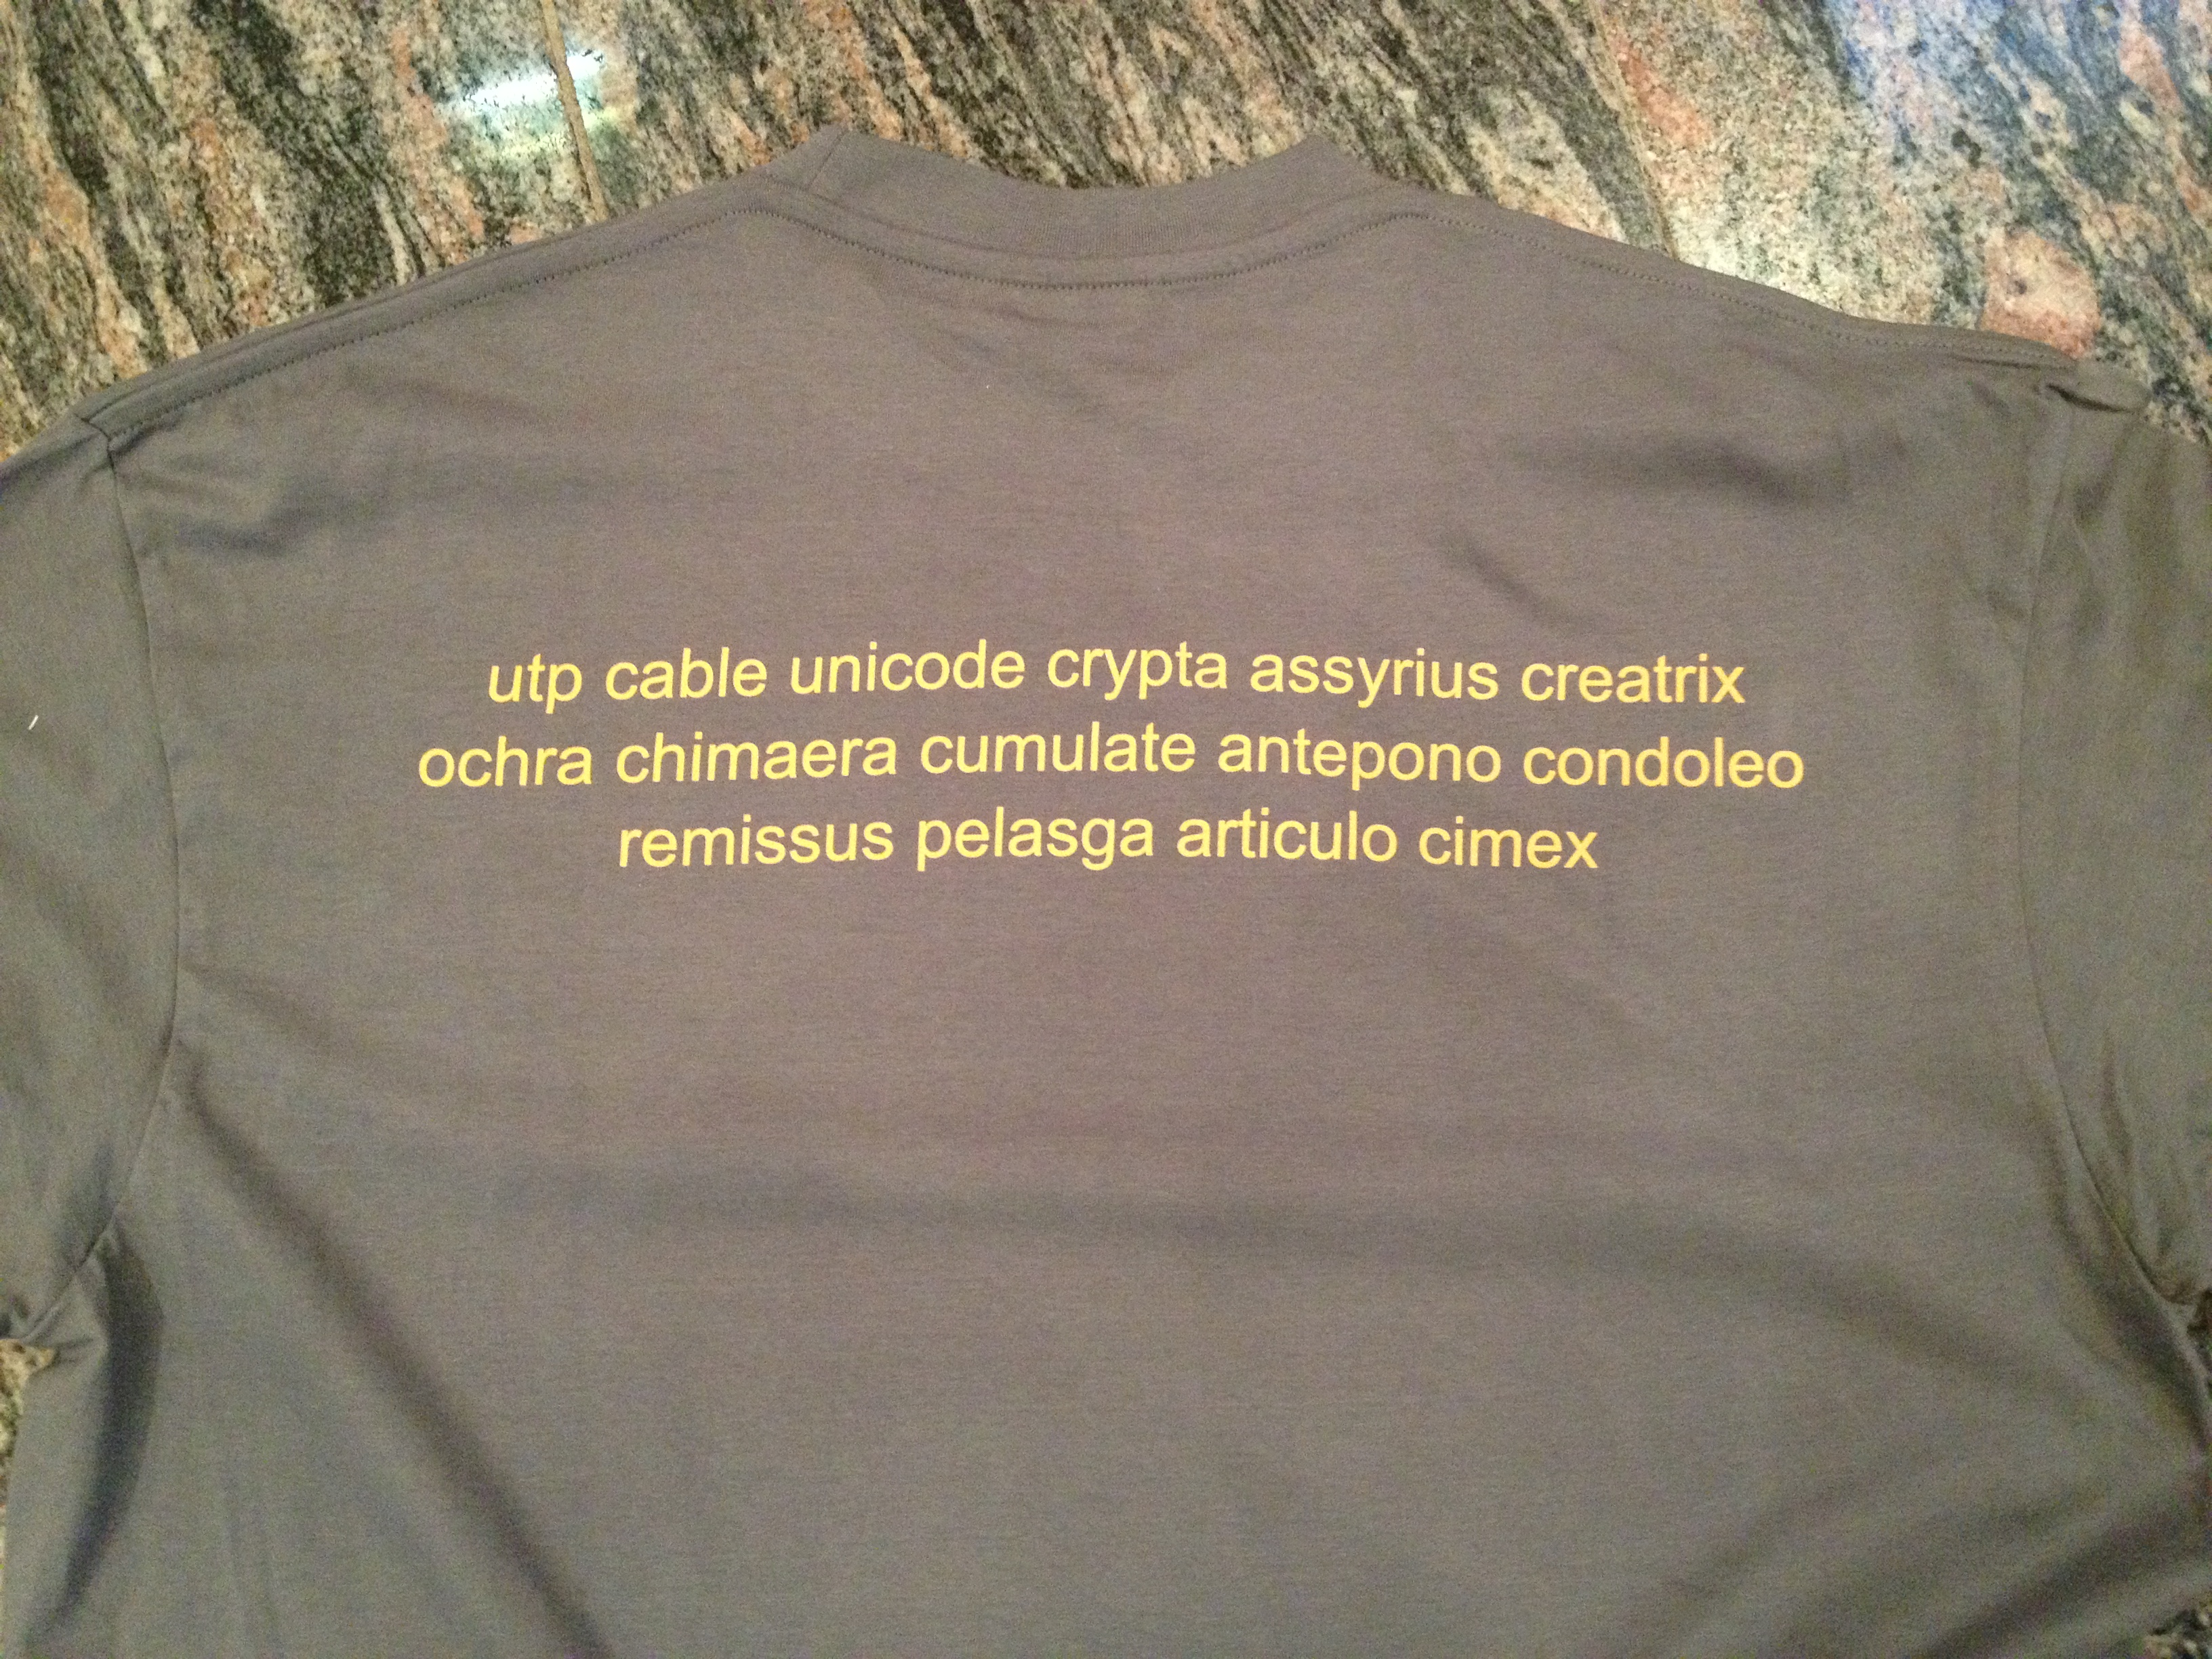 utp cable unicode crypta assyrius creatrix
ochra chimaera cumulate antepono condoleo
remissus pelasga articulo cimex